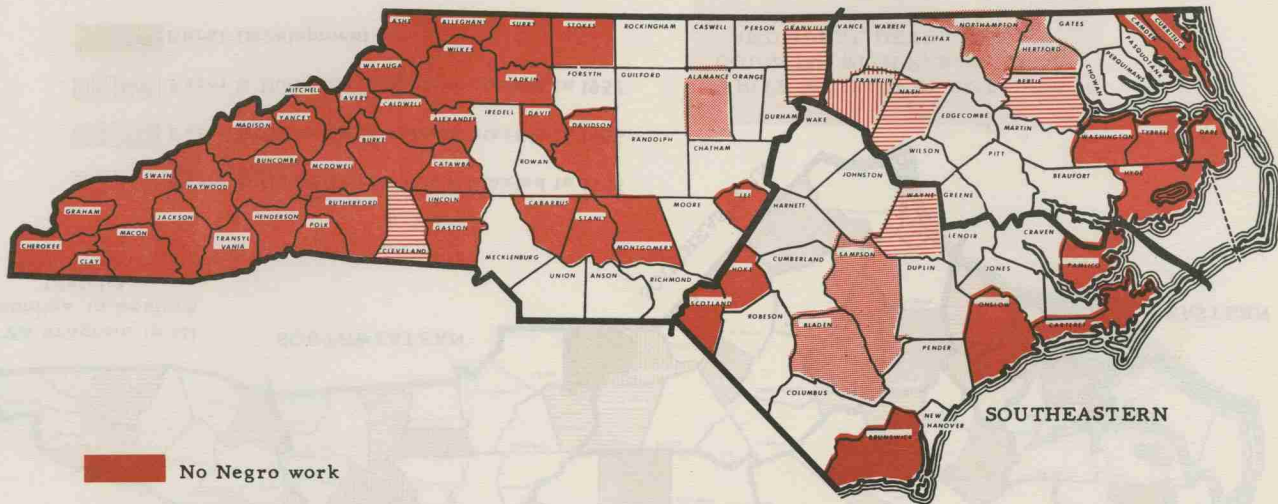 ASHE ALLEGHANY SURRY STOKES ROCKINGHAM CASWELL PERSON GRANVILLE VANCE WARREN NORTHAMPTON GATES CURRITUCK
CAMDEN
PASQUOTANK
PERQUIMANS
CHOWAN
HALIFAX HERTFORD
WILKES
WATAUGA YADKIN FORSYTH GUILFORD ALAMANCE ORANGE FRANKLIN NASH BERTIE
MITCHELL AVERY CALDWELL ALEXANDER IREDELL DAVIE DAVIDSON DURHAM WAKE EDGECOMBE MARTIN
MADISON YANCEY BURKE ROWAN RANDOLPH CHATHAM WILSON PITT WASHINGTON TYRRELL DARE
BUNCOMBE McDOWELL CATAWBA JOHNSTON BEAUFORT HYDE
SWAIN HAYWOOD RUTHERFORD LINCOLN CABARRUS STANLY MOORE LEE HARNETT WAYNE GREENE
GRAHAM JACKSON HENDERSON POLK GASTON MONTGOMERY LENOIR CRAVEN
CHEROKEE MACON TRANSYL
VANIA CLEVELAND MECKLENBURG CUMBERLAND SAMPSON DUPLIN JONES PAMLICO
CLAY UNION ANSON RICHMOND HOKE
SCOTLAND ROBESON BLADEN ONSLOW CARTERET
PENDER
COLUMBUS
NEW
HANOVER
BRUNSWICK
SOUTHEASTERN
No Negro work